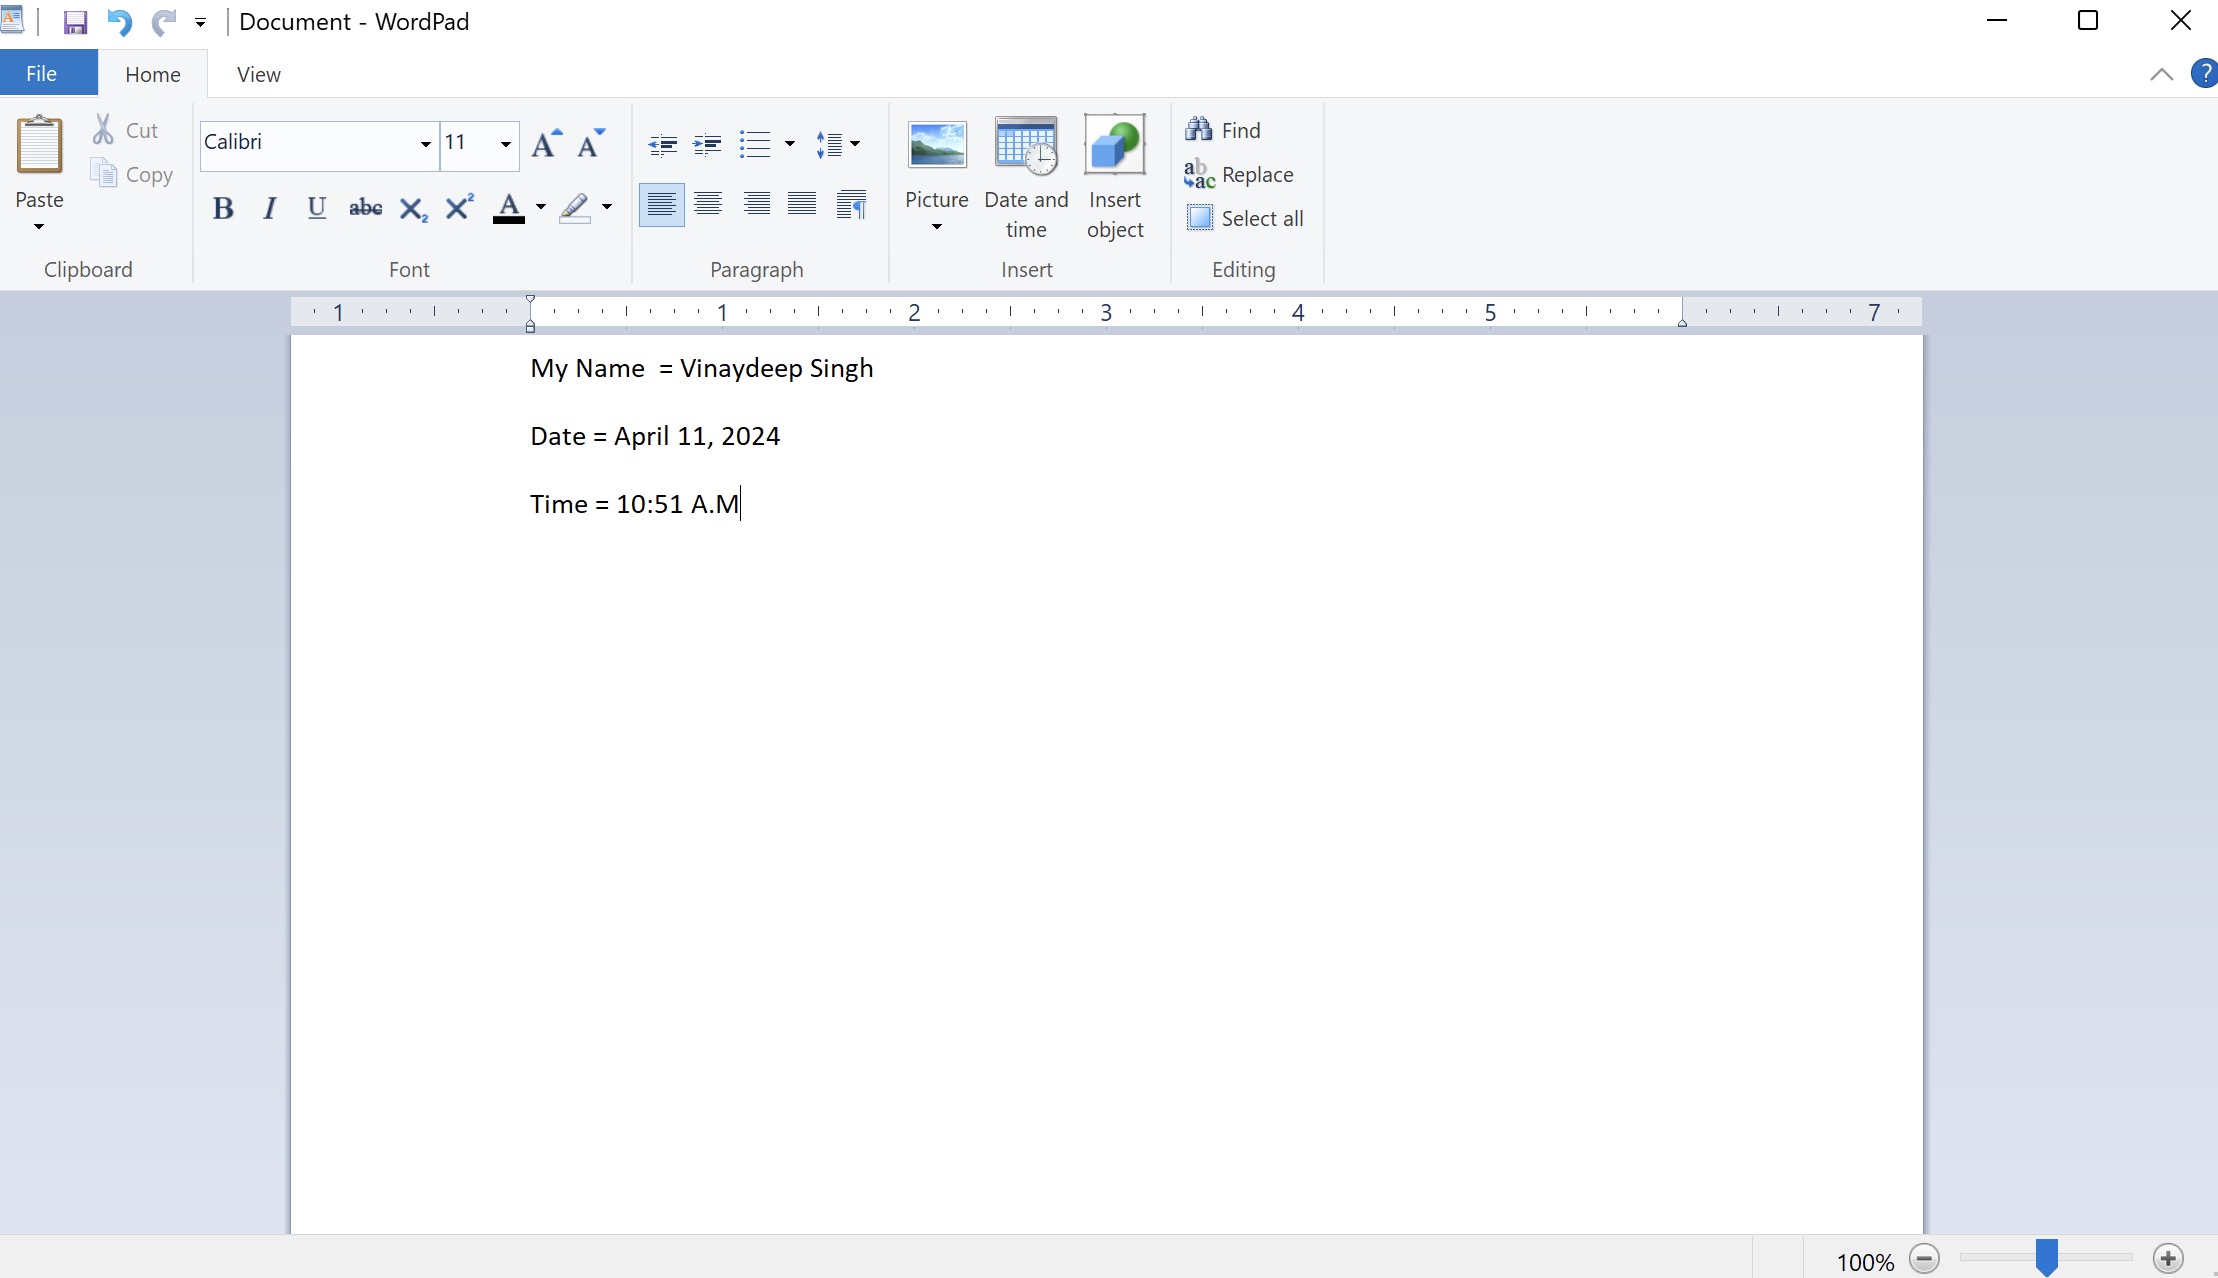 Document - WordPad
File Home View
Cut
Copy
Paste
Clipboard
Calibri 11
B I U abc X₂ X² A
Font
Paragraph
Picture
Date and time
Insert object
Insert
Find
Replace
Select all
Editing
1 1 2 3 4 5 7
My Name  = Vinaydeep Singh
Date = April 11, 2024
Time = 10:51 A.M
100%